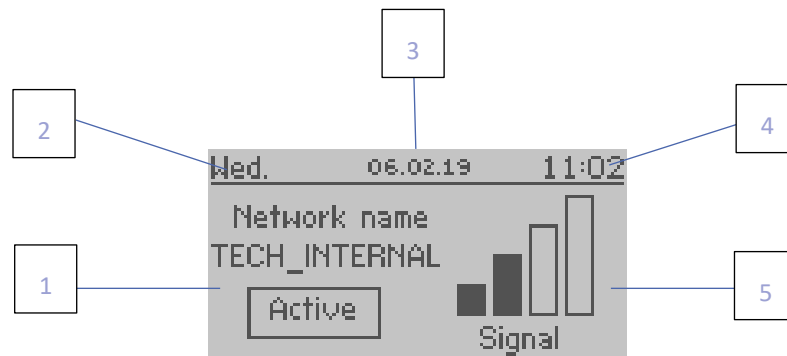 3
2
4
Wed. 06.02.19 11:02
Network name
TECH_INTERNAL
1
5
Active
Signal